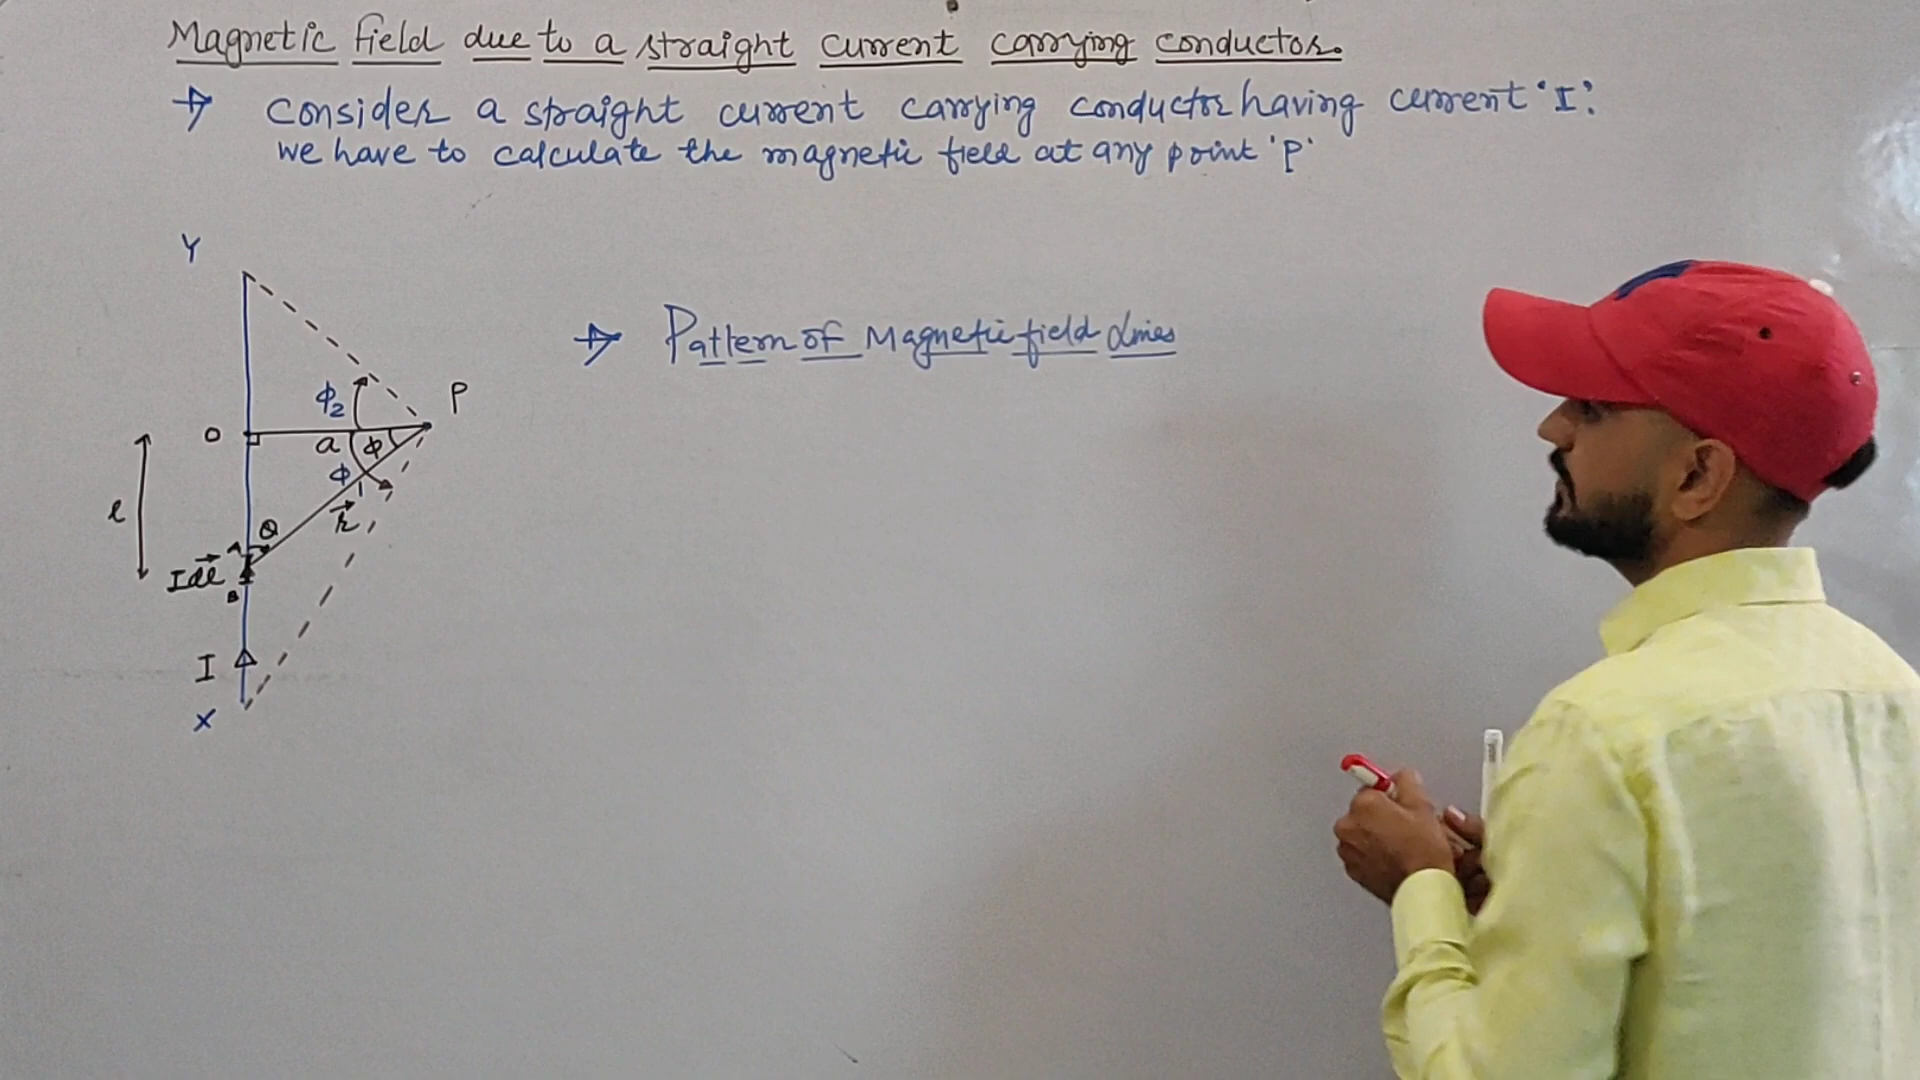 Magnetic field due to a straight current carrying conductor.
→ Consider a straight current carrying conductor having current 'I'.
we have to calculate the magnetic field at any point 'P'
Y
→ Pattern of Magnetic field Lines
ϕ2
P
O
a
ϕ
ϕ1
l
r
θ
A
Idl
B
I
X